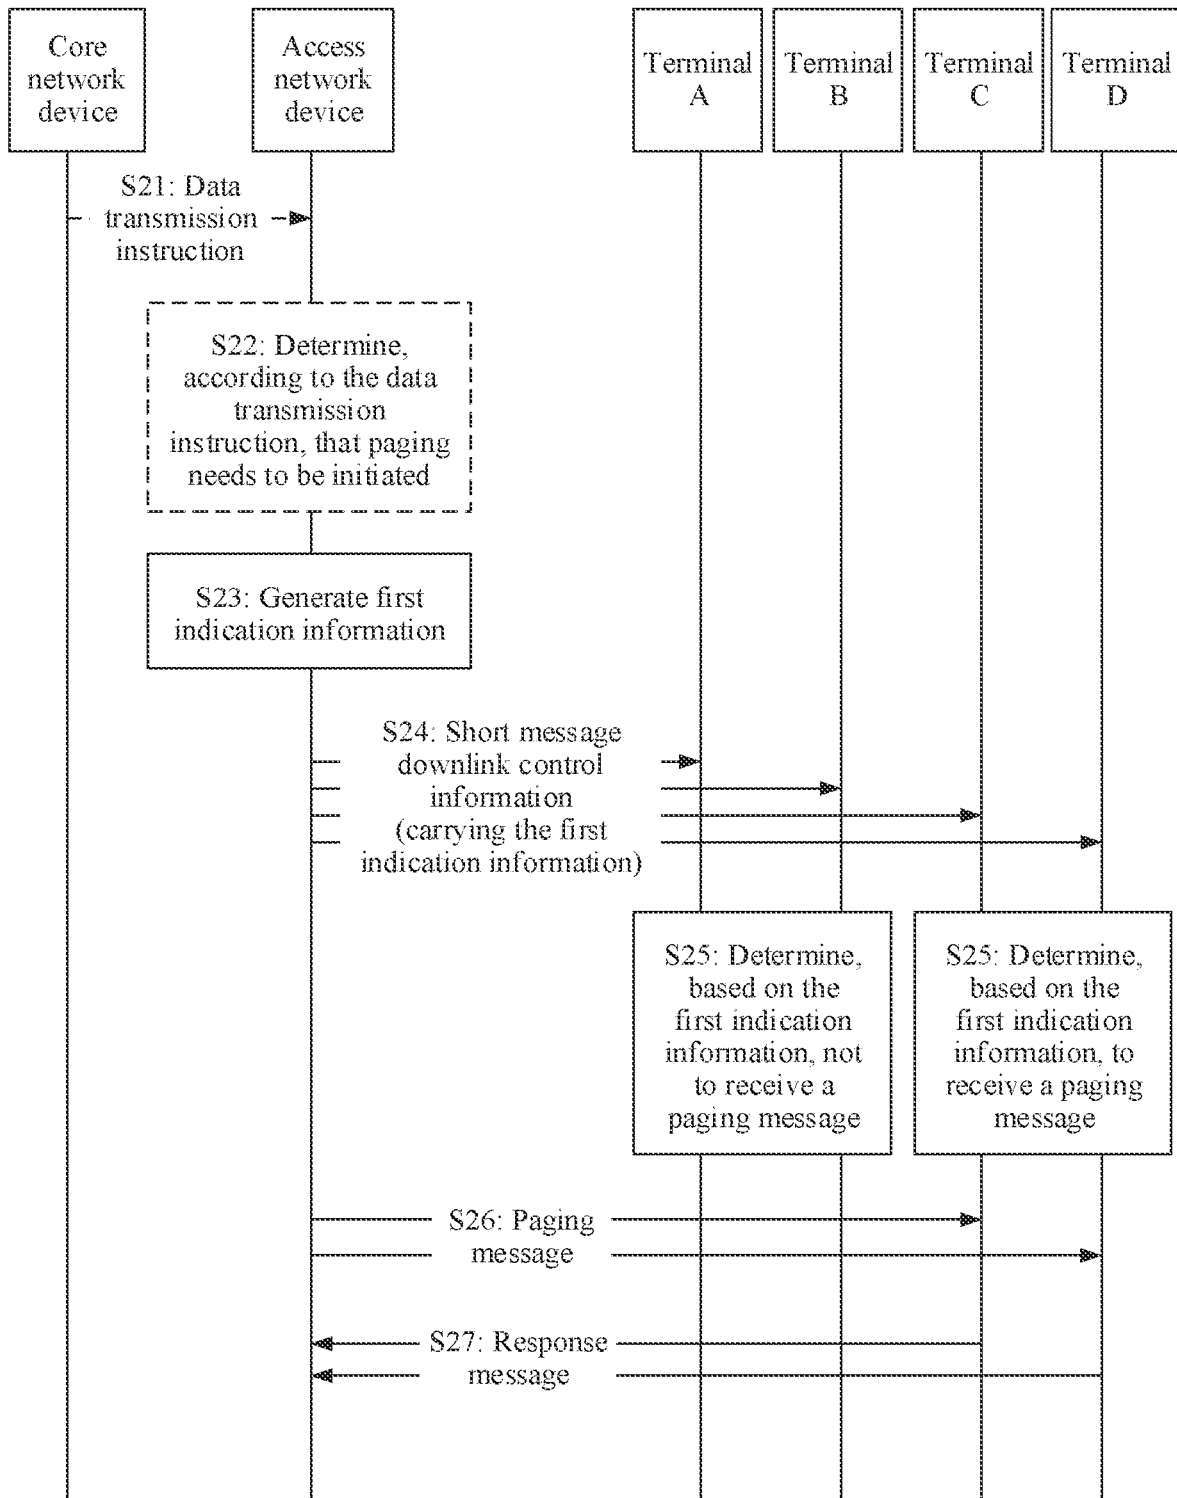 Core
network
device
Access
network
device
Terminal
A
Terminal
B
Terminal
C
Terminal
D
S21: Data
transmission
instruction
S22: Determine,
according to the data
transmission
instruction, that paging
needs to be initiated
S23: Generate first
indication information
S24: Short message
downlink control
information
(carrying the first
indication information)
S25: Determine,
based on the
first indication
information, not
to receive a
paging message
S25: Determine,
based on the
first indication
information, to
receive a paging
message
S26: Paging
message
S27: Response
message